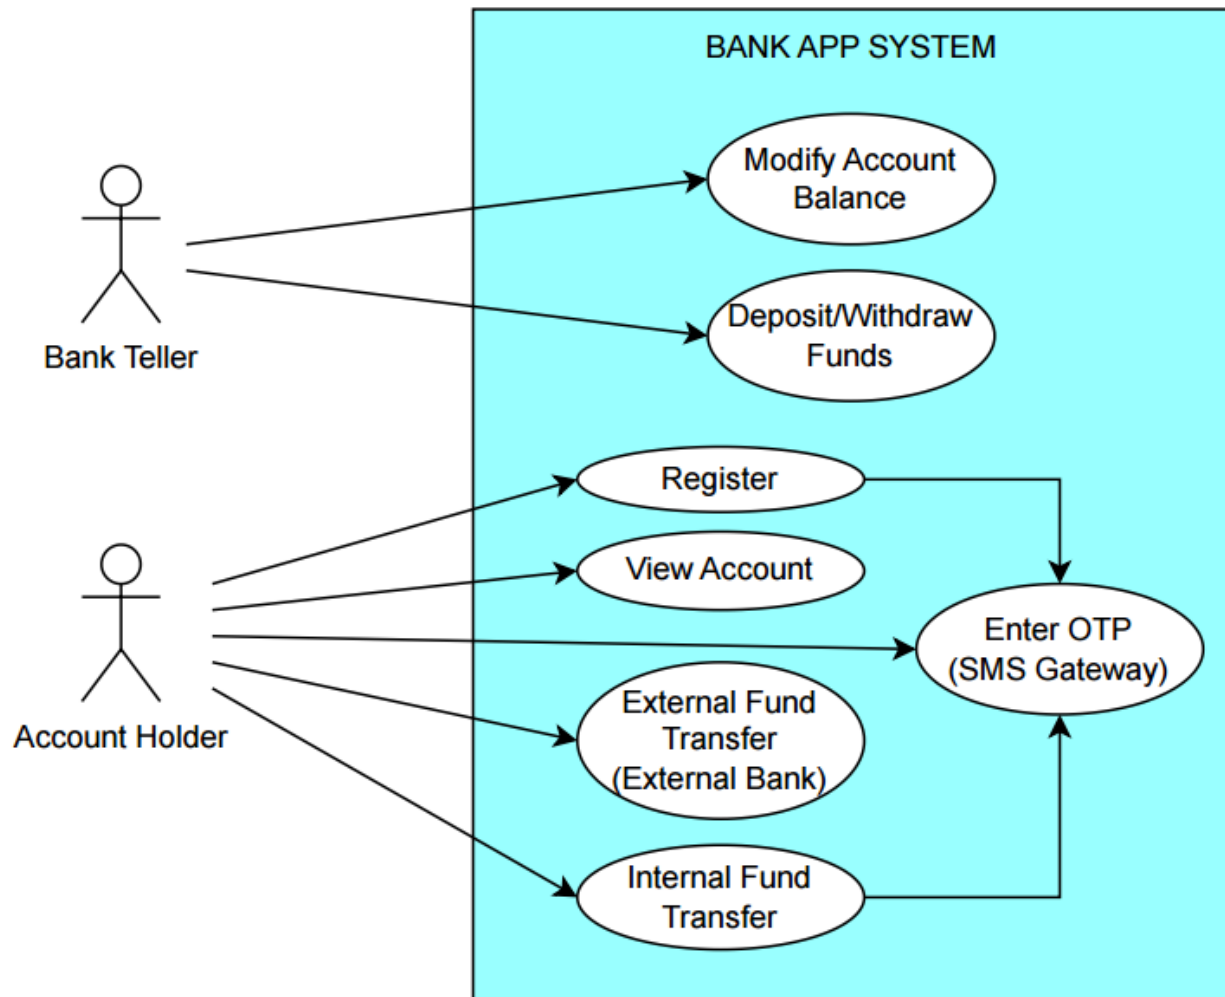 BANK APP SYSTEM
Modify Account
Balance
Bank Teller
Deposit/Withdraw
Funds
Register
View Account
Account Holder
Enter OTP
(SMS Gateway)
External Fund
Transfer
(External Bank)
Internal Fund
Transfer